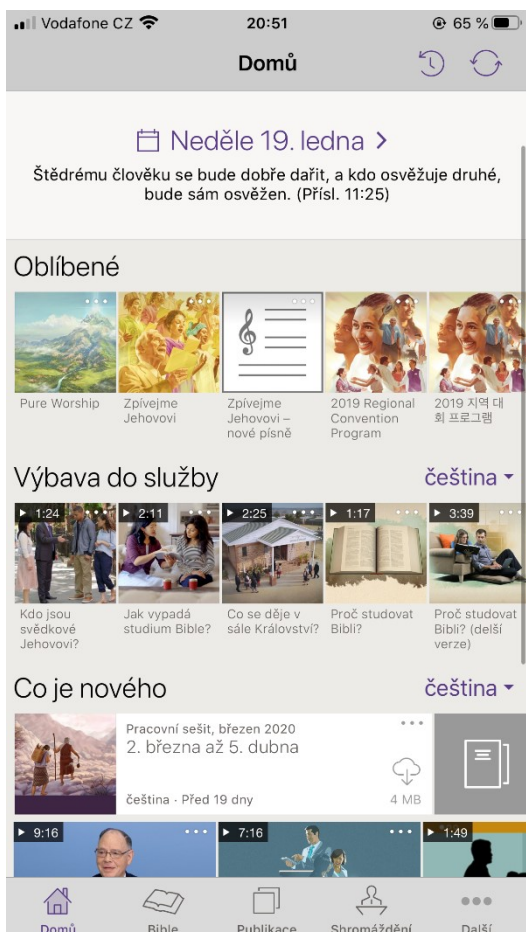 Vodafone CZ
20:51
65 %
Domů
Neděle 19. ledna
Štědrému člověku se bude dobře dařit, a kdo osvěžuje druhé,
bude sám osvěžen. (Přísl. 11:25)
Oblíbené
Pure Worship
Zpívejme
Jehovovi
Zpívejme
Jehovovi –
nové písně
2019 Regional
Convention
Program
2019 지역 대
회 프로그램
Výbava do služby
čeština
1:24
2:11
2:25
1:17
3:39
Kdo jsou
svědkové
Jehovovi?
Jak vypadá
studium Bible?
Co se děje v
sále Království?
Proč studovat
Bibli?
Proč studovat
Bibli? (delší
verze)
Co je nového
čeština
Pracovní sešit, březen 2020
2. března až 5. dubna
čeština · Před 19 dny
4 MB
9:16
7:16
1:49
Domů
Bible
Publikace
Shromáždění
Další